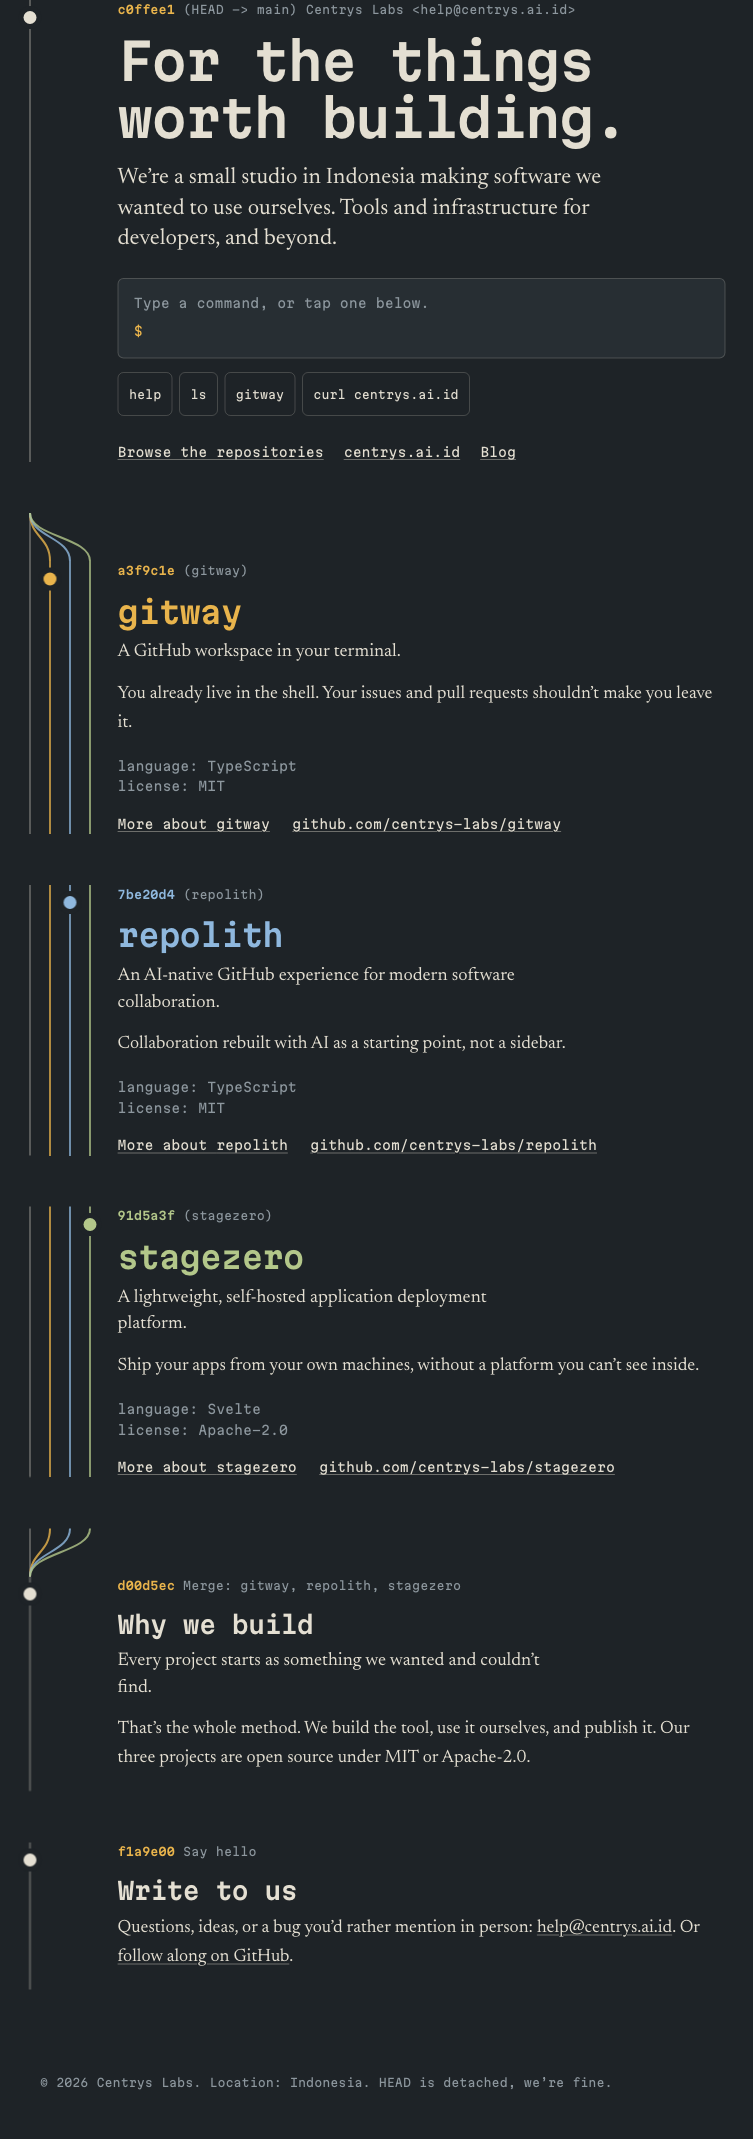 c0ffee1 (HEAD -> main) Centrys Labs <help@centrys.ai.id>
For the things
worth building.
We’re a small studio in Indonesia making software we
wanted to use ourselves. Tools and infrastructure for
developers, and beyond.
Type a command, or tap one below.
$
help ls gitway curl centrys.ai.id
Browse the repositories centrys.ai.id Blog
a3f9c1e (gitway)
gitway
A GitHub workspace in your terminal.
You already live in the shell. Your issues and pull requests shouldn’t make you leave
it.
language: TypeScript
license: MIT
More about gitway github.com/centrys-labs/gitway
7be20d4 (repolith)
repolith
An AI-native GitHub experience for modern software
collaboration.
Collaboration rebuilt with AI as a starting point, not a sidebar.
language: TypeScript
license: MIT
More about repolith github.com/centrys-labs/repolith
91d5a3f (stagezero)
stagezero
A lightweight, self-hosted application deployment
platform.
Ship your apps from your own machines, without a platform you can’t see inside.
language: Svelte
license: Apache-2.0
More about stagezero github.com/centrys-labs/stagezero
d00d5ec Merge: gitway, repolith, stagezero
Why we build
Every project starts as something we wanted and couldn’t
find.
That’s the whole method. We build the tool, use it ourselves, and publish it. Our
three projects are open source under MIT or Apache-2.0.
f1a9e00 Say hello
Write to us
Questions, ideas, or a bug you’d rather mention in person: help@centrys.ai.id. Or
follow along on GitHub.
© 2026 Centrys Labs. Location: Indonesia. HEAD is detached, we’re fine.